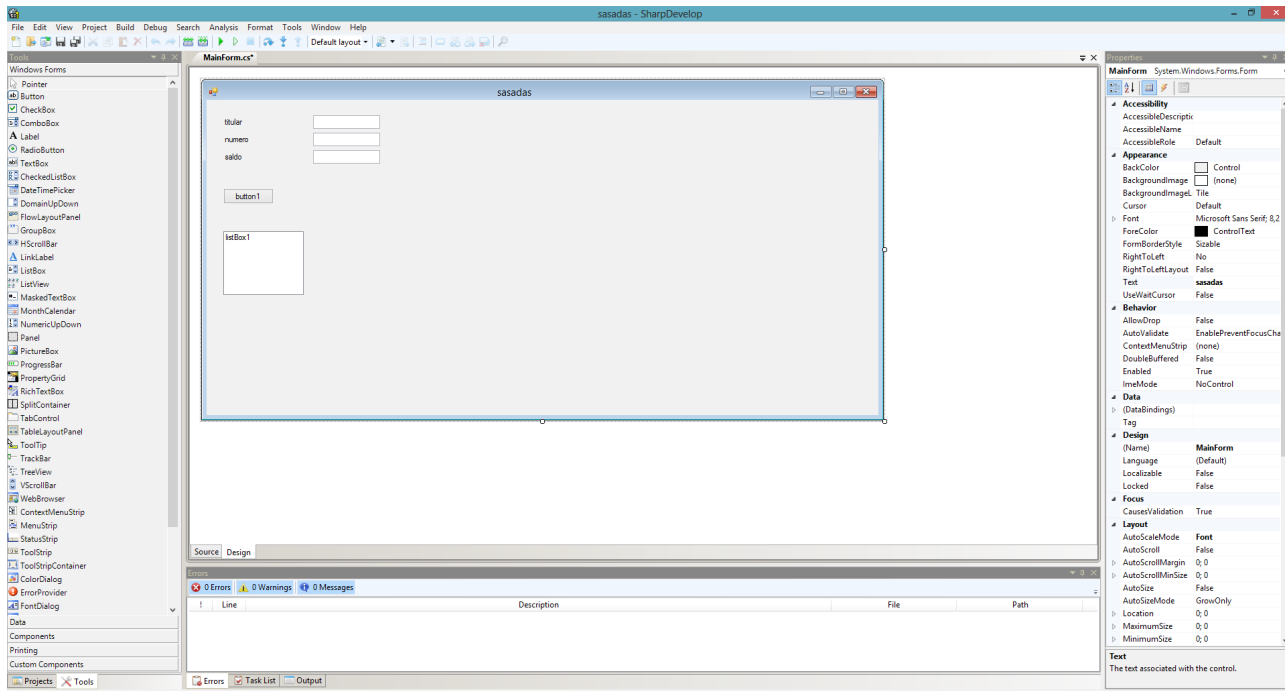 sasadas - SharpDevelop
File Edit View Project Build Debug Search Analysis Format Tools Window Help
Default layout
Tools
Windows Forms
Pointer
Button
CheckBox
ComboBox
Label
RadioButton
TextBox
CheckedListBox
DateTimePicker
DomainUpDown
FlowLayoutPanel
GroupBox
HScrollBar
LinkLabel
ListBox
ListView
MaskedTextBox
MonthCalendar
NumericUpDown
Panel
PictureBox
ProgressBar
PropertyGrid
RichTextBox
SplitContainer
TabControl
TableLayoutPanel
ToolTip
TrackBar
TreeView
VScrollBar
WebBrowser
ContextMenuStrip
MenuStrip
StatusStrip
ToolStrip
ToolStripContainer
ColorDialog
ErrorProvider
FontDialog
Data
Components
Printing
Custom Components
Projects Tools
MainForm.cs*
sasadas
titular
numero
saldo
button1
listBox1
Source Design
Errors
0 Errors 0 Warnings 0 Messages
! Line Description File Path
Errors Task List Output
Properties
MainForm System.Windows.Forms.Form
Accessibility
AccessibleDescriptic
AccessibleName
AccessibleRole Default
Appearance
BackColor Control
BackgroundImage (none)
BackgroundImageL Tile
Cursor Default
Font Microsoft Sans Serif; 8,2
ForeColor ControlText
FormBorderStyle Sizable
RightToLeft No
RightToLeftLayout False
Text sasadas
UseWaitCursor False
Behavior
AllowDrop False
AutoValidate EnablePreventFocusCha
ContextMenuStrip (none)
DoubleBuffered False
Enabled True
ImeMode NoControl
Data
(DataBindings)
Tag
Design
(Name) MainForm
Language (Default)
Localizable False
Locked False
Focus
CausesValidation True
Layout
AutoScaleMode Font
AutoScroll False
AutoScrollMargin 0; 0
AutoScrollMinSize 0; 0
AutoSize False
AutoSizeMode GrowOnly
Location 0; 0
MaximumSize 0; 0
MinimumSize 0; 0
Text
The text associated with the control.